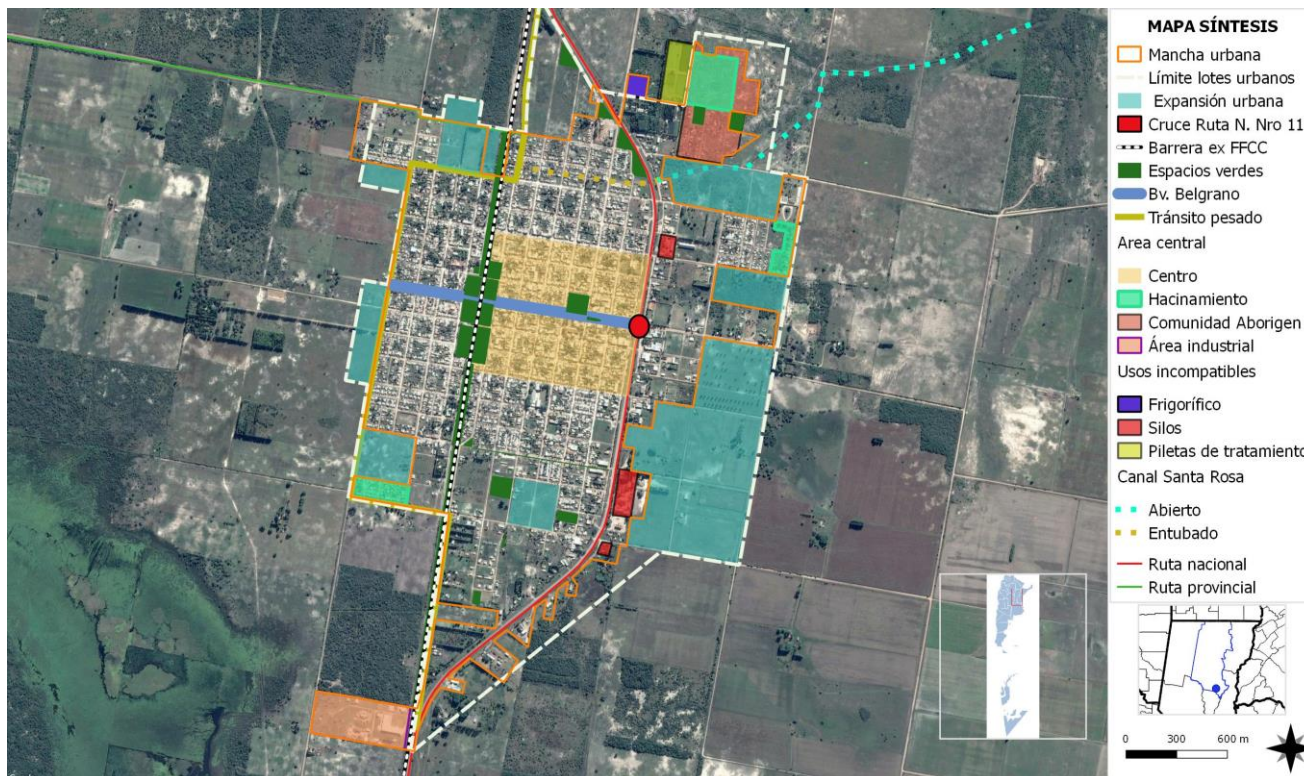 MAPA SÍNTESIS
Mancha urbana
Límite lotes urbanos
Expansión urbana
Cruce Ruta N. Nro 11
Barrera ex FFCC
Espacios verdes
Bv. Belgrano
Tránsito pesado
Area central
Centro
Hacinamiento
Comunidad Aborigen
Área industrial
Usos incompatibles
Frigorífico
Silos
Piletas de tratamiento
Canal Santa Rosa
Abierto
Entubado
Ruta nacional
Ruta provincial
0 300 600 m